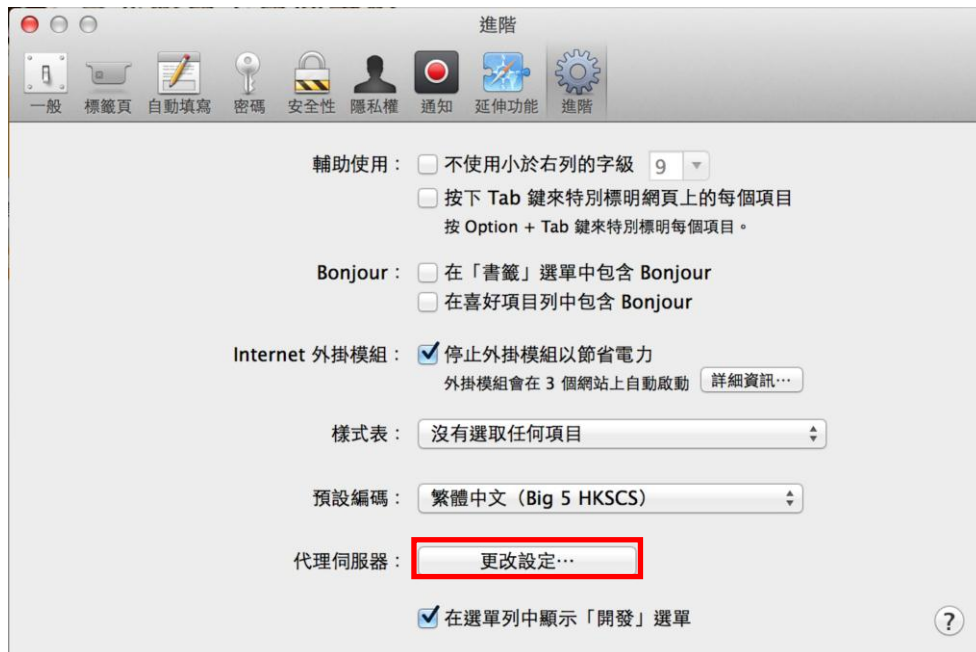 進階
一般 標籤頁 自動填寫 密碼 安全性 隱私權 通知 延伸功能 進階
輔助使用： 不使用小於右列的字級 9
按下 Tab 鍵來特別標明網頁上的每個項目
按 Option + Tab 鍵來特別標明每個項目。
Bonjour： 在「書籤」選單中包含 Bonjour
在喜好項目列中包含 Bonjour
Internet 外掛模組： 停止外掛模組以節省電力
外掛模組會在 3 個網站上自動啟動 詳細資訊…
樣式表： 沒有選取任何項目
預設編碼： 繁體中文（Big 5 HKSCS）
代理伺服器： 更改設定…
在選單列中顯示「開發」選單 ?